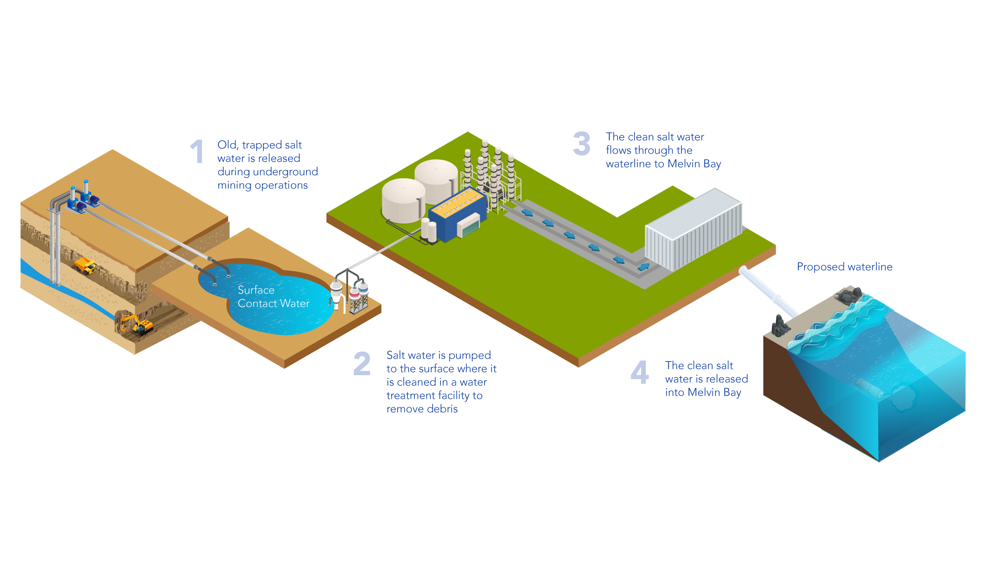 1
Old, trapped salt
water is released
during underground
mining operations
Surface
Contact Water
2
Salt water is pumped
to the surface where it
is cleaned in a water
treatment facility to
remove debris
3
The clean salt water
flows through the
waterline to Melvin Bay
Proposed waterline
4
The clean salt
water is released
into Melvin Bay